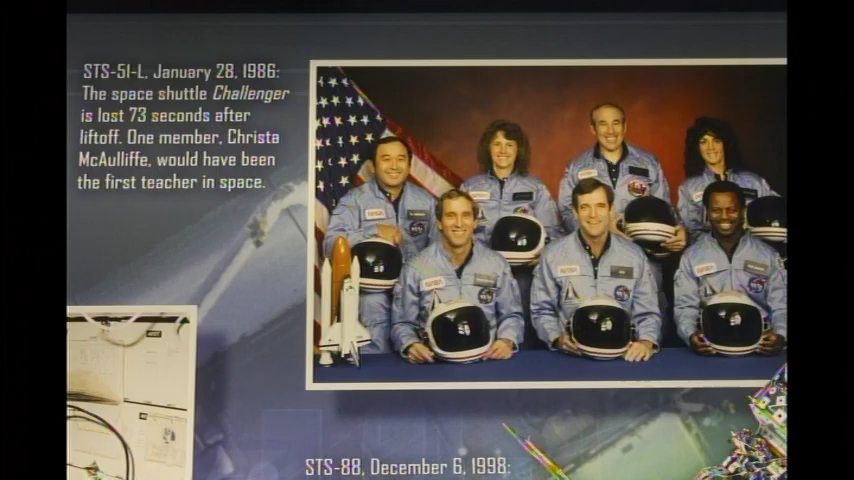 STS-51-L, January 28, 1986:
The space shuttle Challenger
is lost 73 seconds after
liftoff. One member, Christa
McAulliffe, would have been
the first teacher in space.
STS-88, December 6, 1998: